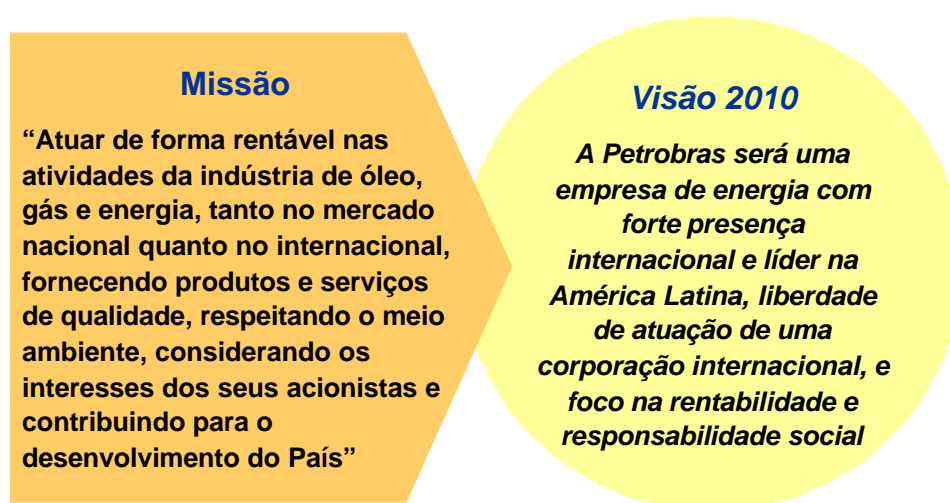 Missão
“Atuar de forma rentável nas
atividades da indústria de óleo,
gás e energia, tanto no mercado
nacional quanto no internacional,
fornecendo produtos e serviços
de qualidade, respeitando o meio
ambiente, considerando os
interesses dos seus acionistas e
contribuindo para o
desenvolvimento do País”
Visão 2010
A Petrobras será uma
empresa de energia com
forte presença
internacional e líder na
América Latina, liberdade
de atuação de uma
corporação internacional, e
foco na rentabilidade e
responsabilidade social